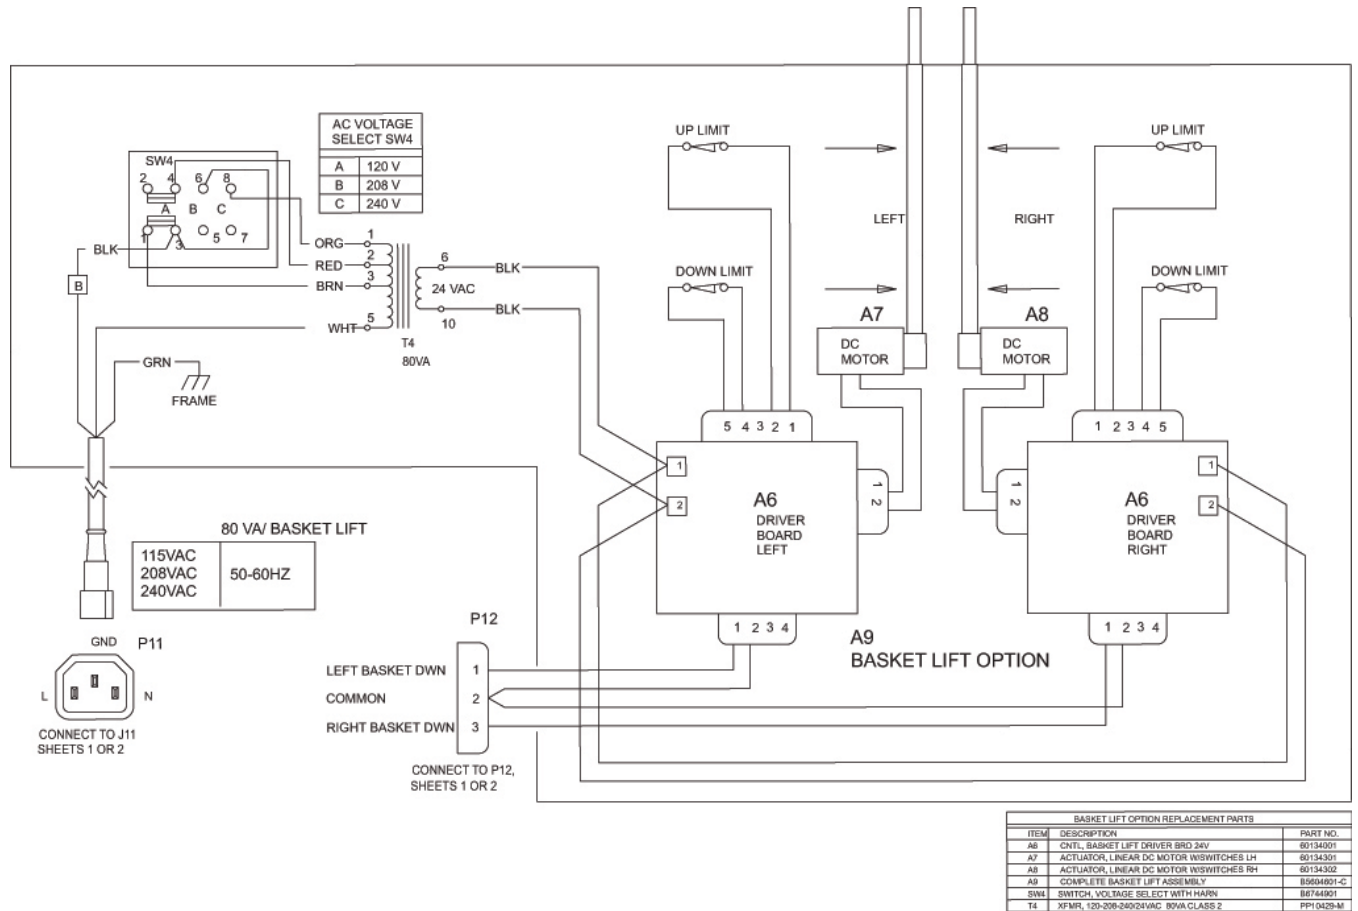 AC VOLTAGE
SELECT SW4
A 120 V
B 208 V
C 240 V
SW4
2 4 6 8
A B C
1 3 5 7
BLK
B
ORG 1
RED 2
BRN 3
WHT 5
6
24 VAC
10
T4
80VA
BLK
BLK
GRN
FRAME
UP LIMIT
DOWN LIMIT
LEFT
RIGHT
UP LIMIT
DOWN LIMIT
A7
DC
MOTOR
A8
DC
MOTOR
5 4 3 2 1
1
2
A6
DRIVER
BOARD
LEFT
1
2
1 2 3 4
1 2 3 4 5
1
2
A6
DRIVER
BOARD
RIGHT
1
2
1 2 3 4
A9
BASKET LIFT OPTION
80 VA/ BASKET LIFT
115VAC
208VAC
240VAC
50-60HZ
GND P11
L N
CONNECT TO J11
SHEETS 1 OR 2
P12
LEFT BASKET DWN 1
COMMON 2
RIGHT BASKET DWN 3
CONNECT TO P12,
SHEETS 1 OR 2
BASKET LIFT OPTION REPLACEMENT PARTS
ITEM DESCRIPTION PART NO.
A6 CNTL, BASKET LIFT DRIVER BRD 24V 60134001
A7 ACTUATOR, LINEAR DC MOTOR W/SWITCHES LH 60134301
A8 ACTUATOR, LINEAR DC MOTOR W/SWITCHES RH 60134302
A9 COMPLETE BASKET LIFT ASSEMBLY B5604601-C
SW4 SWITCH, VOLTAGE SELECT WITH HARN B6744901
T4 XFMR, 120-208-240/24VAC 80VA CLASS 2 PP10429-M